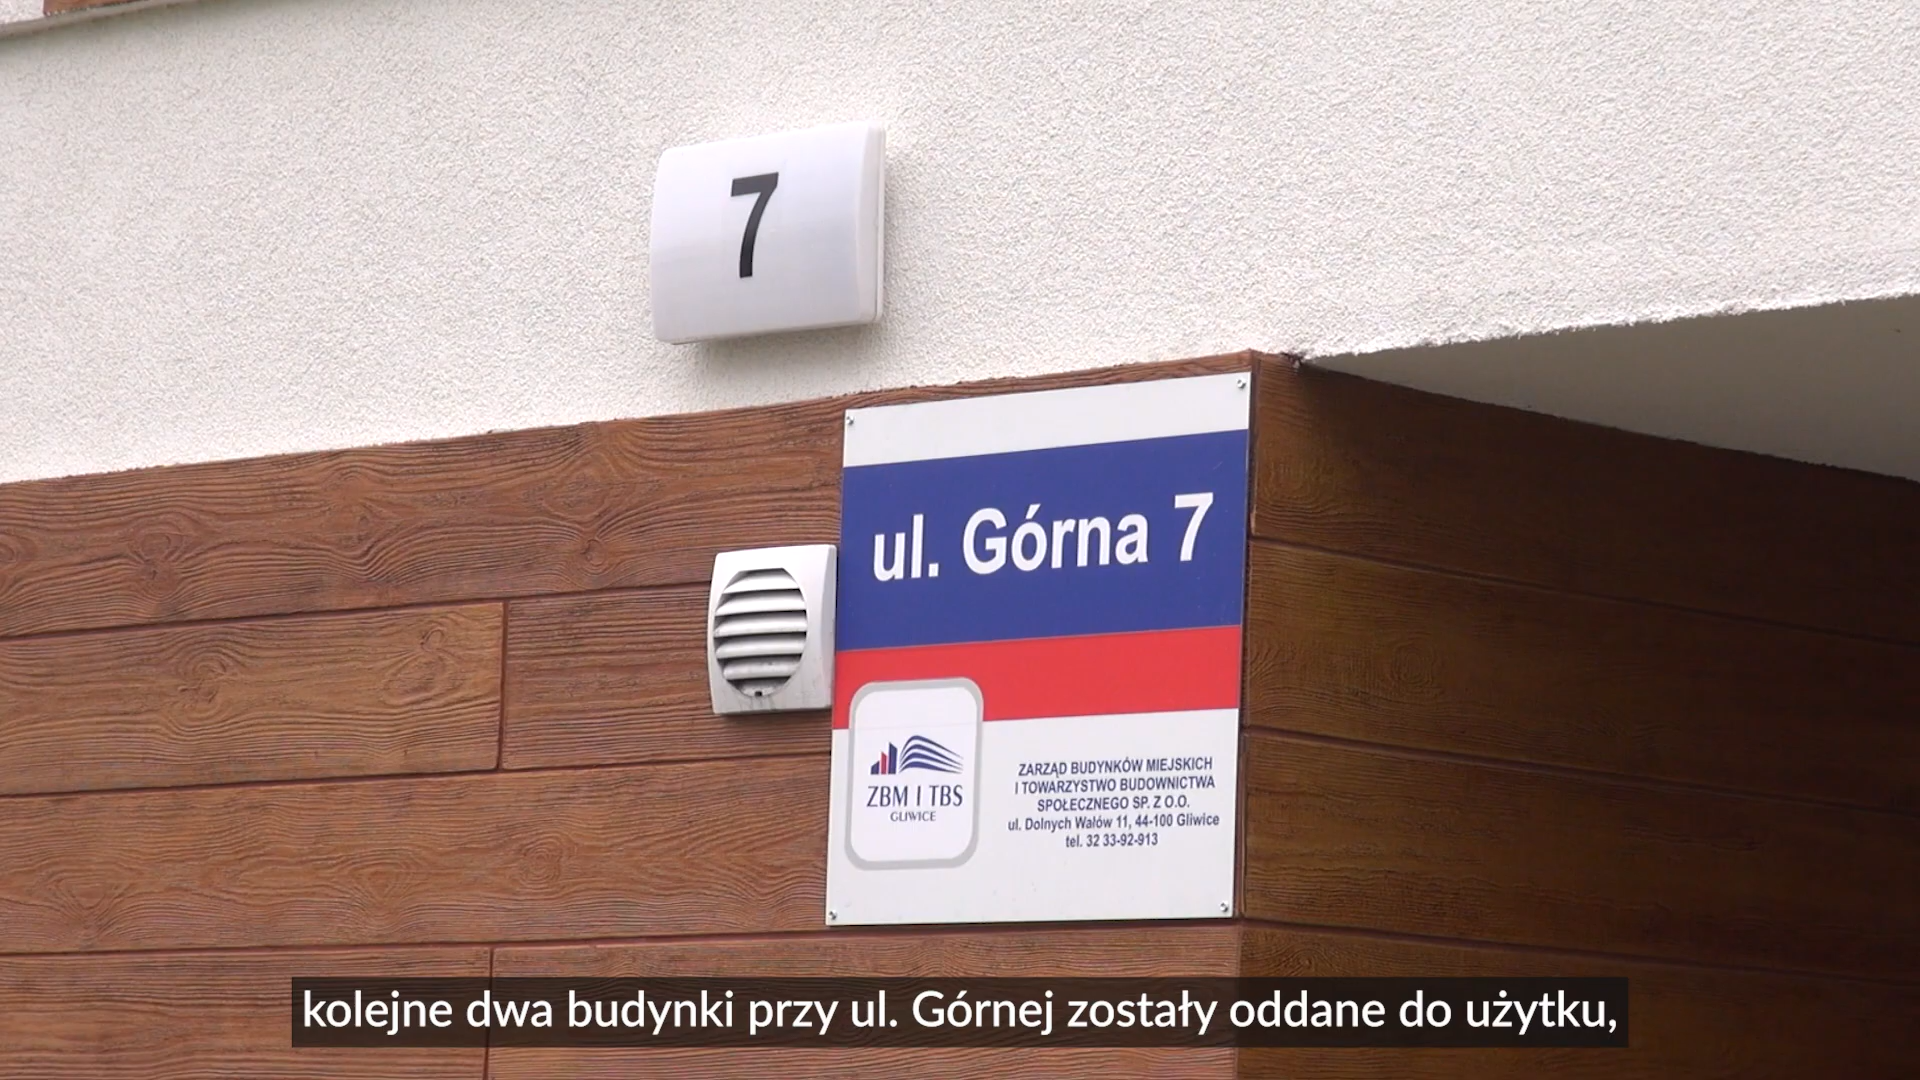 7
ul. Górna 7
ZBM I TBS
GLIWICE
ZARZĄD BUDYNKÓW MIEJSKICH
I TOWARZYSTWO BUDOWNICTWA
SPOŁECZNEGO SP. Z O.O.
ul. Dolnych Wałów 11, 44-100 Gliwice
tel. 32 33-92-913
kolejne dwa budynki przy ul. Górnej zostały oddane do użytku,